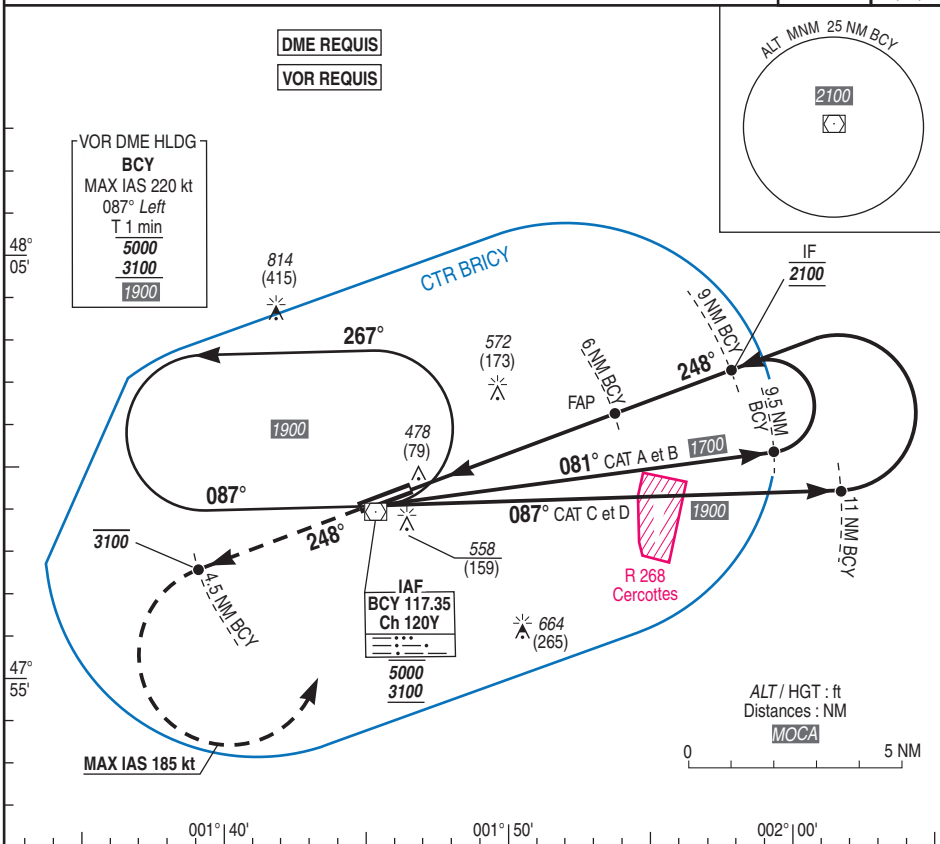 DME REQUIS
VOR REQUIS
ALT MNM 25 NM BCY
2100
VOR DME HLDG
BCY
MAX IAS 220 kt
087° Left
T 1 min
5000
3100
1900
48°
05'
814
(415)
CTR BRICY
IF
2100
9 NM BCY
267°
572
(173)
6 NM BCY
248°
FAP
9.5 NM
BCY
1900
478
(79)
081° CAT A et B 1700
087°
087° CAT C et D 1900
11 NM BCY
3100
248°
4.5 NM BCY
558
(159)
R 268
Cercottes
IAF
BCY 117.35
Ch 120Y
5000
3100
664
(265)
47°
55'
ALT / HGT : ft
Distances : NM
MOCA
0 5 NM
MAX IAS 185 kt
001° 40' 001° 50' 002° 00'